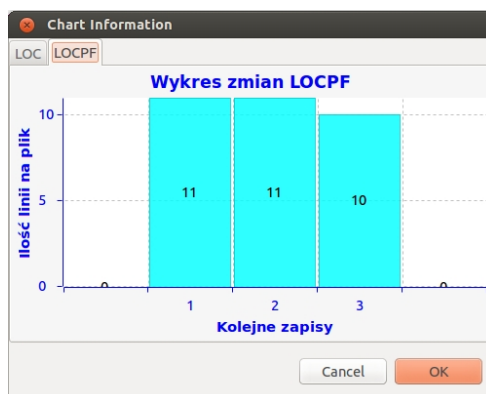 Chart Information
LOC LOCPF
Wykres zmian LOCPF
Ilość linii na plik
10
5
0
0 11 11 10 0
1 2 3
Kolejne zapisy
Cancel OK